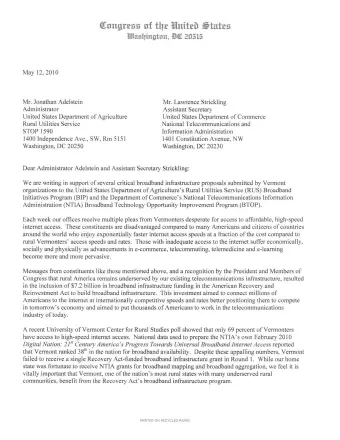 Congress of the United States
Washington, DC 20515
May 12, 2010
Mr. Jonathan Adelstein
Administrator
United States Department of Agriculture
Rural Utilities Service
STOP 1590
1400 Independence Ave., SW, Rm 5151
Washington, DC 20250
Mr. Lawrence Strickling
Assistant Secretary
United States Department of Commerce
National Telecommunications and
Information Administration
1401 Constitution Avenue, NW
Washington, DC 20230
Dear Administrator Adelstein and Assistant Secretary Strickling:
We are writing in support of several critical broadband infrastructure proposals submitted by Vermont
organizations to the United States Department of Agriculture's Rural Utilities Service (RUS) Broadband
Initiatives Program (BIP) and the Department of Commerce's National Telecommunications Information
Administration (NTIA) Broadband Technology Opportunity Improvement Program (BTOP).
Each week our offices receive multiple pleas from Vermonters desperate for access to affordable, high-speed
internet access. These constituents are disadvantaged compared to many Americans and citizens of countries
around the world who enjoy exponentially faster internet access speeds at a fraction of the cost compared to
rural Vermonters' access speeds and rates. Those with inadequate access to the internet suffer economically,
socially and physically as advancements in e-commerce, telecommuting, telemedicine and e-learning
become more and more pervasive.
Messages from constituents like those mentioned above, and a recognition by the President and Members of
Congress that rural America remains underserved by our existing telecommunications infrastructure, resulted
in the inclusion of $7.2 billion in broadband infrastructure funding in the American Recovery and
Reinvestment Act to build broadband infrastructure. This investment aimed to connect millions of
Americans to the internet at internationally competitive speeds and rates better positioning them to compete
in tomorrow's economy and aimed to put thousands of Americans to work in the telecommunications
industry of today.
A recent University of Vermont Center for Rural Studies poll showed that only 69 percent of Vermonters
have access to high-speed internet access. National data used to prepare the NTIA's own February 2010
Digital Nation: 21st Century America's Progress Towards Universal Broadband Internet Access reported
that Vermont ranked 38th in the nation for broadband availability. Despite these appalling numbers, Vermont
failed to receive a single Recovery Act-funded broadband infrastructure grant in Round 1. While our home
state was fortunate to receive NTIA grants for broadband mapping and broadband aggregation, we feel it is
vitally important that Vermont, one of the nation's most rural states with many underserved rural
communities, benefit from the Recovery Act's broadband infrastructure program.
PRINTED ON RECYCLED PAPER